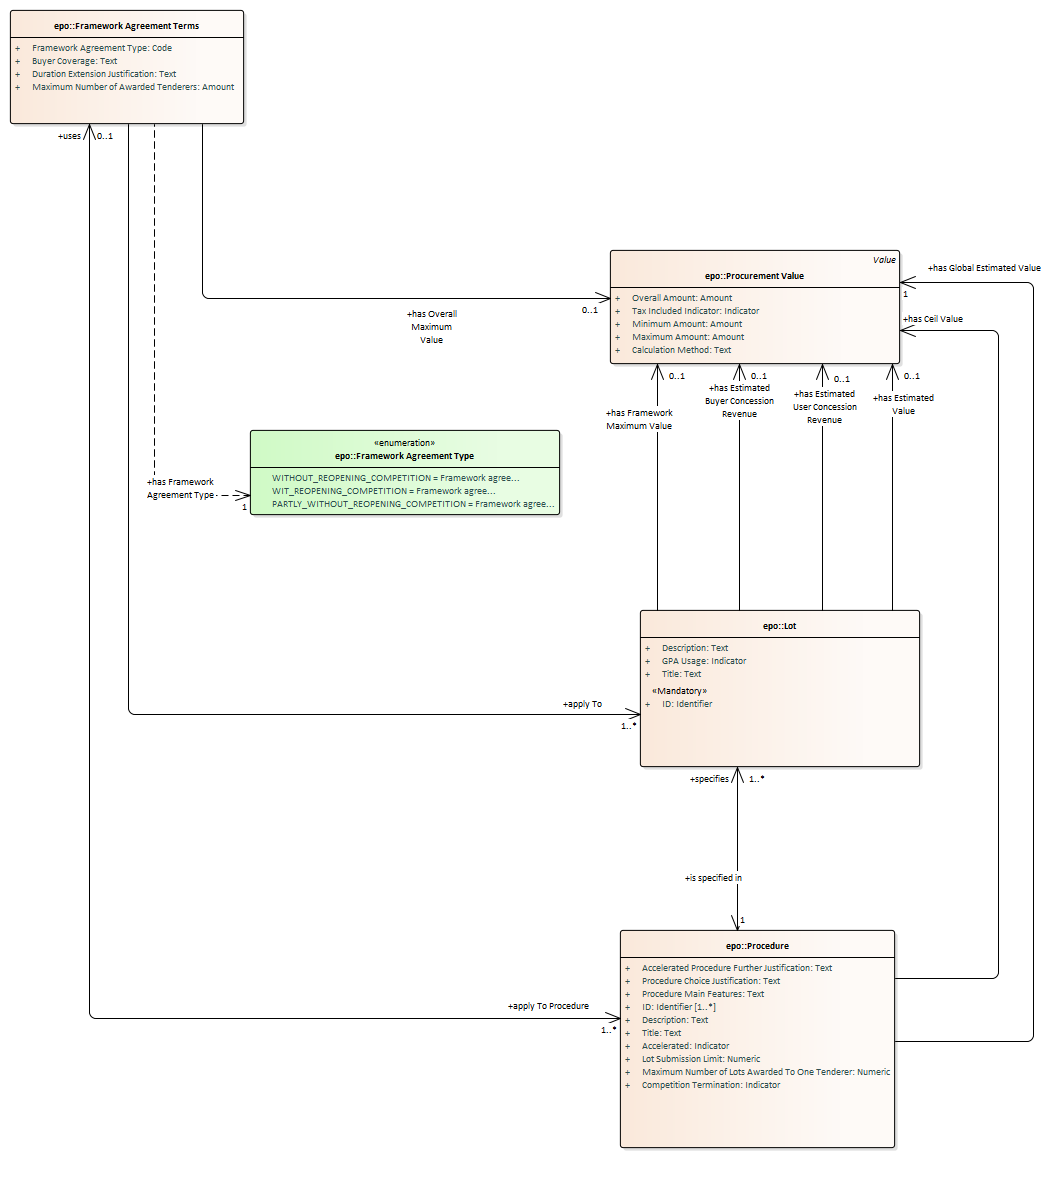 epo::Framework Agreement Terms
+ Framework Agreement Type: Code
+ Buyer Coverage: Text
+ Duration Extension Justification: Text
+ Maximum Number of Awarded Tenderers: Amount
+uses
0..1
Value
epo::Procurement Value
+ Overall Amount: Amount
+ Tax Included Indicator: Indicator
+ Minimum Amount: Amount
+ Maximum Amount: Amount
+ Calculation Method: Text
+has Global Estimated Value
1
+has Ceil Value
0..1
+has Overall
Maximum
Value
0..1
+has Framework
Maximum Value
0..1
+has Estimated
Buyer Concession
Revenue
0..1
+has Estimated
User Concession
Revenue
0..1
+has Estimated
Value
«enumeration»
epo::Framework Agreement Type
WITHOUT_REOPENING_COMPETITION = Framework agree...
WIT_REOPENING_COMPETITION = Framework agree...
PARTLY_WITHOUT_REOPENING_COMPETITION = Framework agree...
+has Framework
Agreement Type
1
epo::Lot
+ Description: Text
+ GPA Usage: Indicator
+ Title: Text
«Mandatory»
+ ID: Identifier
+apply To
1..*
+specifies
1..*
+is specified in
1
epo::Procedure
+ Accelerated Procedure Further Justification: Text
+ Procedure Choice Justification: Text
+ Procedure Main Features: Text
+ ID: Identifier [1..*]
+ Description: Text
+ Title: Text
+ Accelerated: Indicator
+ Lot Submission Limit: Numeric
+ Maximum Number of Lots Awarded To One Tenderer: Numeric
+ Competition Termination: Indicator
+apply To Procedure
1..*